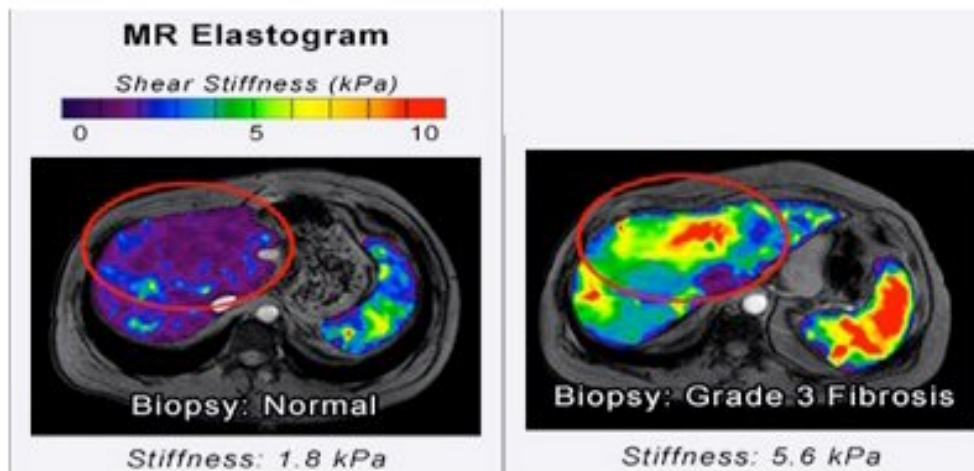 MR Elastogram
Shear Stiffness (kPa)
0 5 10
Biopsy: Normal
Stiffness: 1.8 kPa
Biopsy: Grade 3 Fibrosis
Stiffness: 5.6 kPa